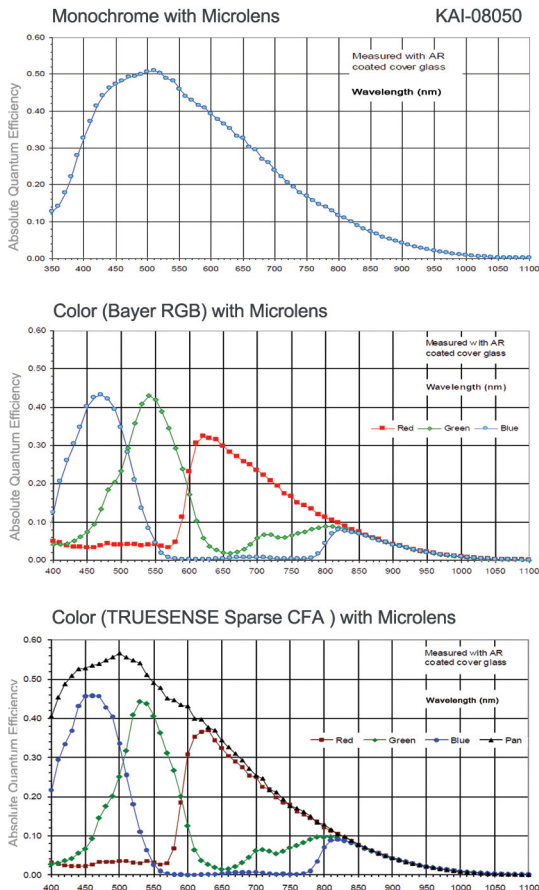 Monochrome with Microlens KAI-08050
Absolute Quantum Efficiency
0.60
0.50
0.40
0.30
0.20
0.10
0.00
Measured with AR
coated cover glass
Wavelength (nm)
350 400 450 500 550 600 650 700 750 800 850 900 950 1000 1050 1100
Color (Bayer RGB) with Microlens
Absolute Quantum Efficiency
0.60
0.50
0.40
0.30
0.20
0.10
0.00
Measured with AR
coated cover glass
Wavelength (nm)
Red Green Blue
400 450 500 550 600 650 700 750 800 850 900 950 1000 1050 1100
Color (TRUESENSE Sparse CFA ) with Microlens
Absolute Quantum Efficiency
0.60
0.50
0.40
0.30
0.20
0.10
0.00
Measured with AR
coated cover glass
Wavelength (nm)
Red Green Blue Pan
400 450 500 550 600 650 700 750 800 850 900 950 1000 1050 1100